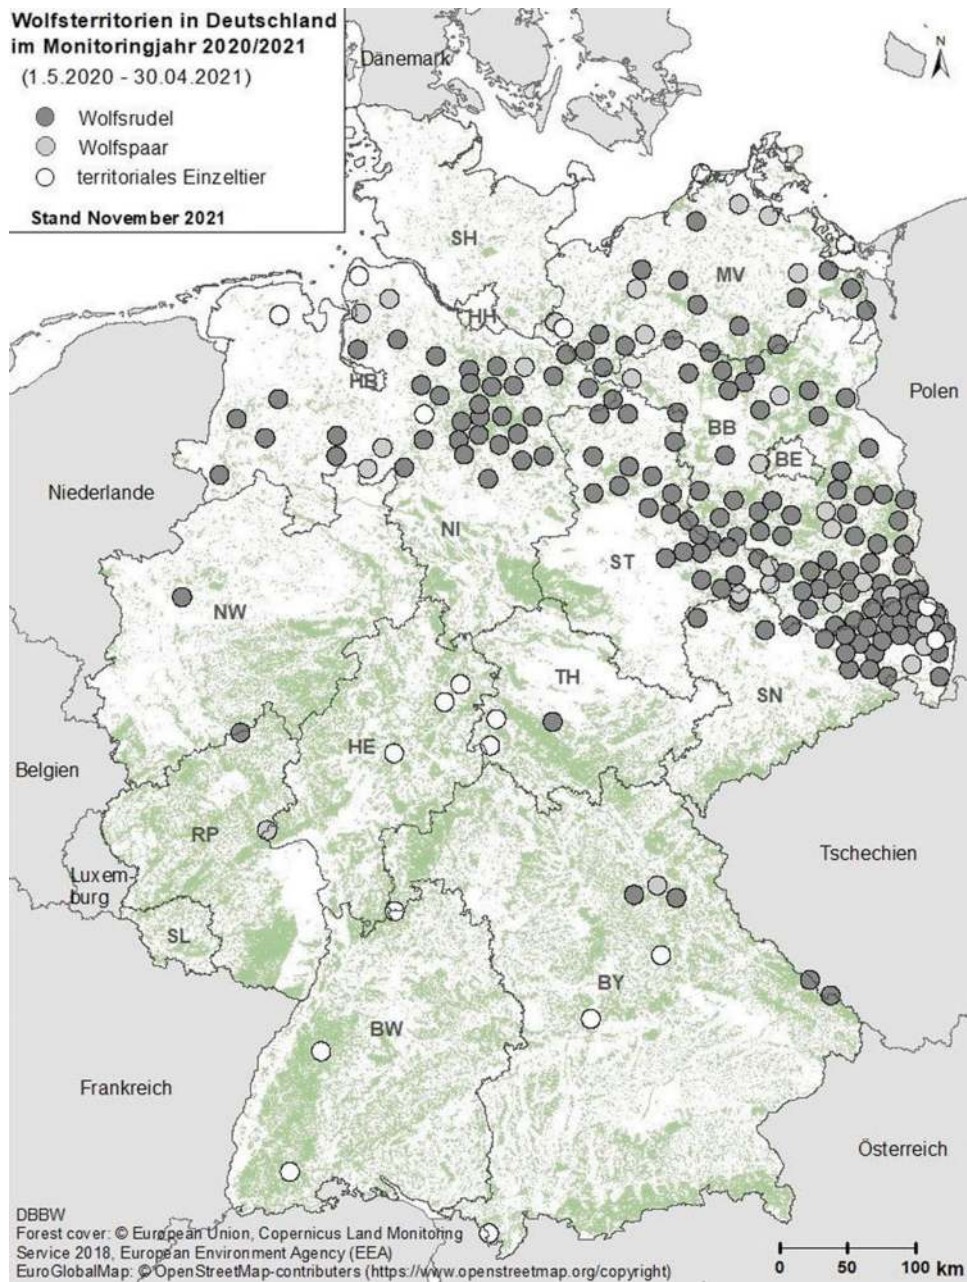 Wolfsterritorien in Deutschland
im Monitoringjahr 2020/2021
(1.5.2020 - 30.04.2021)
Wolfsrudel
Wolfspaar
territoriales Einzeltier
Stand November 2021
Dänemark
N
SH
MV
HH
HB
Polen
BB
BE
Niederlande
NI
ST
NW
TH
SN
HE
Belgien
RP
Tschechien
Luxem-
burg
SL
BY
BW
Frankreich
Österreich
DBBW
Forest cover: © European Union, Copernicus Land Monitoring
Service 2018, European Environment Agency (EEA)
EuroGlobalMap: © OpenStreetMap-contributers (https://www.openstreetmap.org/copyright)
0 50 100 km